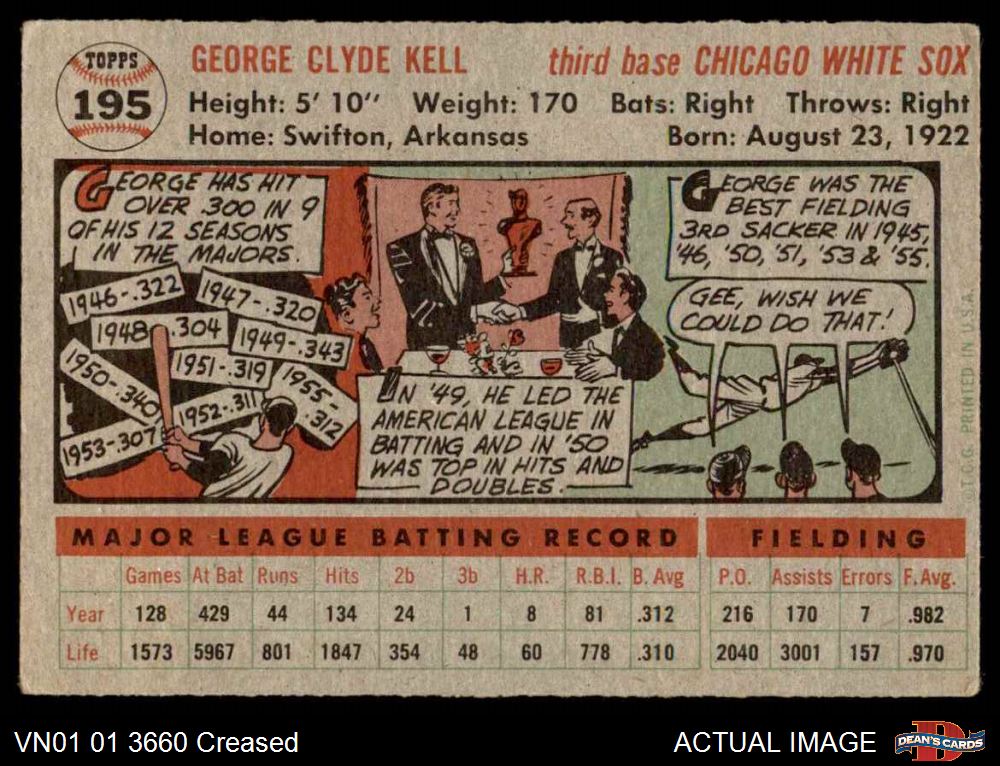 TOPPS
195
GEORGE CLYDE KELL third base CHICAGO WHITE SOX
Height: 5' 10" Weight: 170 Bats: Right Throws: Right
Home: Swifton, Arkansas Born: August 23, 1922
GEORGE HAS HIT
OVER .300 IN 9
OF HIS 12 SEASONS
IN THE MAJORS.
1946-.322
1947-.320
1948-.304
1949-.343
1950-.340
1951-.319
1952-.311
1953-.307
1955-
.312
IN '49, HE LED THE
AMERICAN LEAGUE IN
BATTING AND IN '50
WAS TOP IN HITS AND
DOUBLES.
GEORGE WAS THE
BEST FIELDING
3RD SACKER IN 1945,
'46, '50, '51, '53 & '55.
GEE, WISH WE
COULD DO THAT!
©T.C.G. PRINTED IN U.S.A.
MAJOR LEAGUE BATTING RECORD FIELDING
Games At Bat Runs Hits 2b 3b H.R. R.B.I. B. Avg P.O. Assists Errors F. Avg.
Year 128 429 44 134 24 1 8 81 .312 216 170 7 .982
Life 1573 5967 801 1847 354 48 60 778 .310 2040 3001 157 .970
VN01 01 3660 Creased ACTUAL IMAGE
DEAN'S CARDS